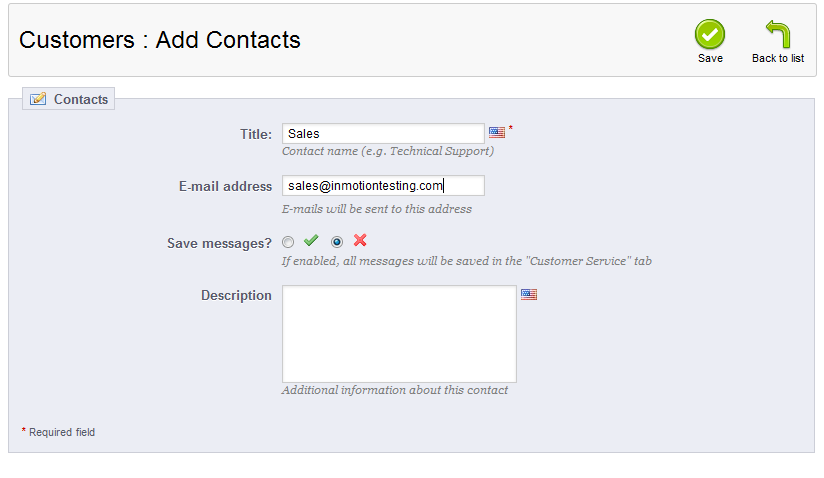 Customers : Add Contacts
Save
Back to list
Contacts
Title:
Sales
*
Contact name (e.g. Technical Support)
E-mail address
sales@inmotiontesting.com
E-mails will be sent to this address
Save messages?
If enabled, all messages will be saved in the "Customer Service" tab
Description
Additional information about this contact
* Required field